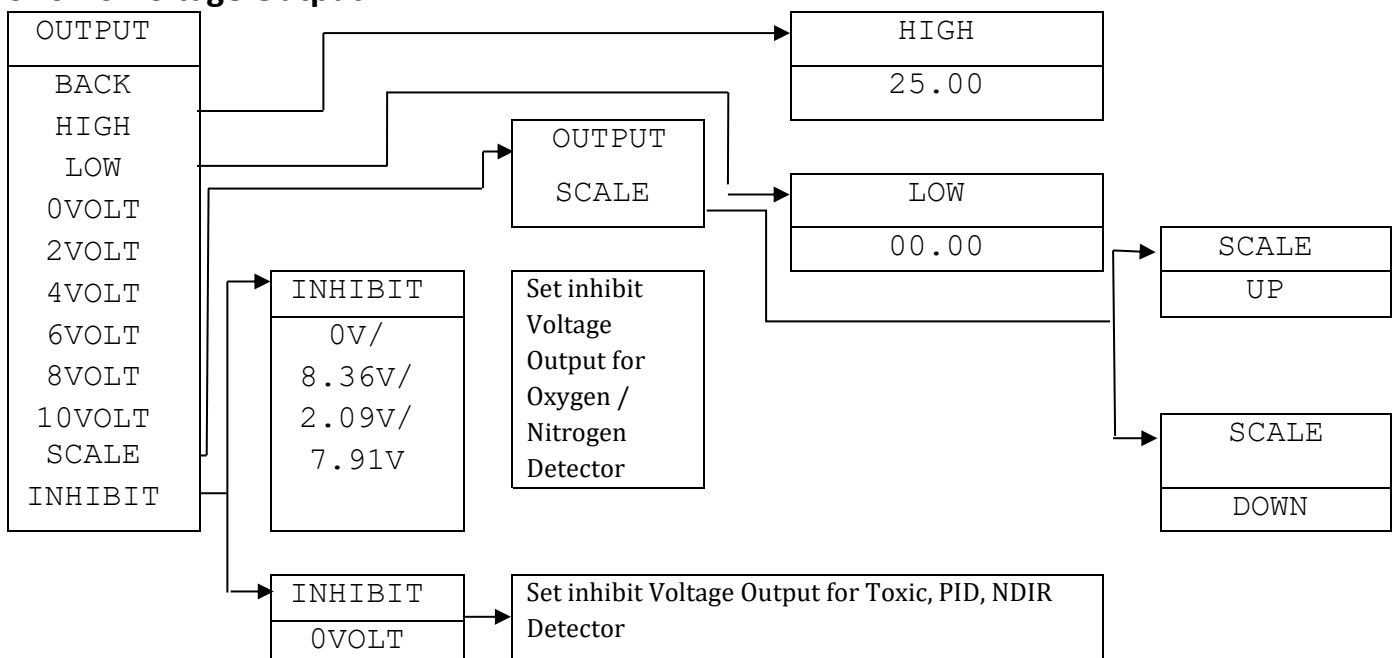 OUTPUT
BACK
HIGH
LOW
0VOLT
2VOLT
4VOLT
6VOLT
8VOLT
10VOLT
SCALE
INHIBIT
HIGH
25.00
OUTPUT
SCALE
LOW
00.00
SCALE
UP
SCALE
DOWN
INHIBIT
0V/
8.36V/
2.09V/
7.91V
Set inhibit
Voltage
Output for
Oxygen /
Nitrogen
Detector
INHIBIT
0VOLT
Set inhibit Voltage Output for Toxic, PID, NDIR
Detector